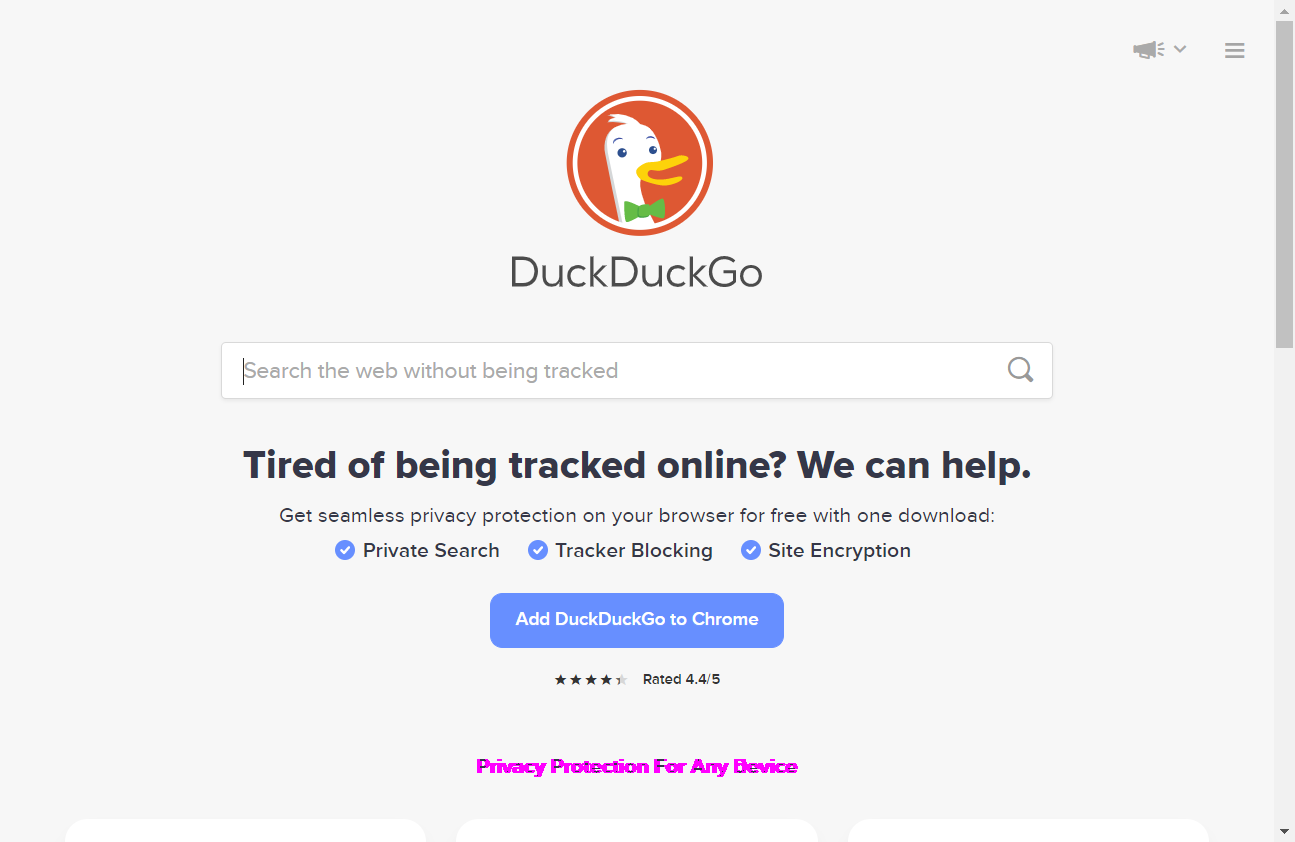 DuckDuckGo
Search the web without being tracked
Tired of being tracked online? We can help.
Get seamless privacy protection on your browser for free with one download:
Private Search Tracker Blocking Site Encryption
Add DuckDuckGo to Chrome
Rated 4.4/5
Privacy Protection For Any Device